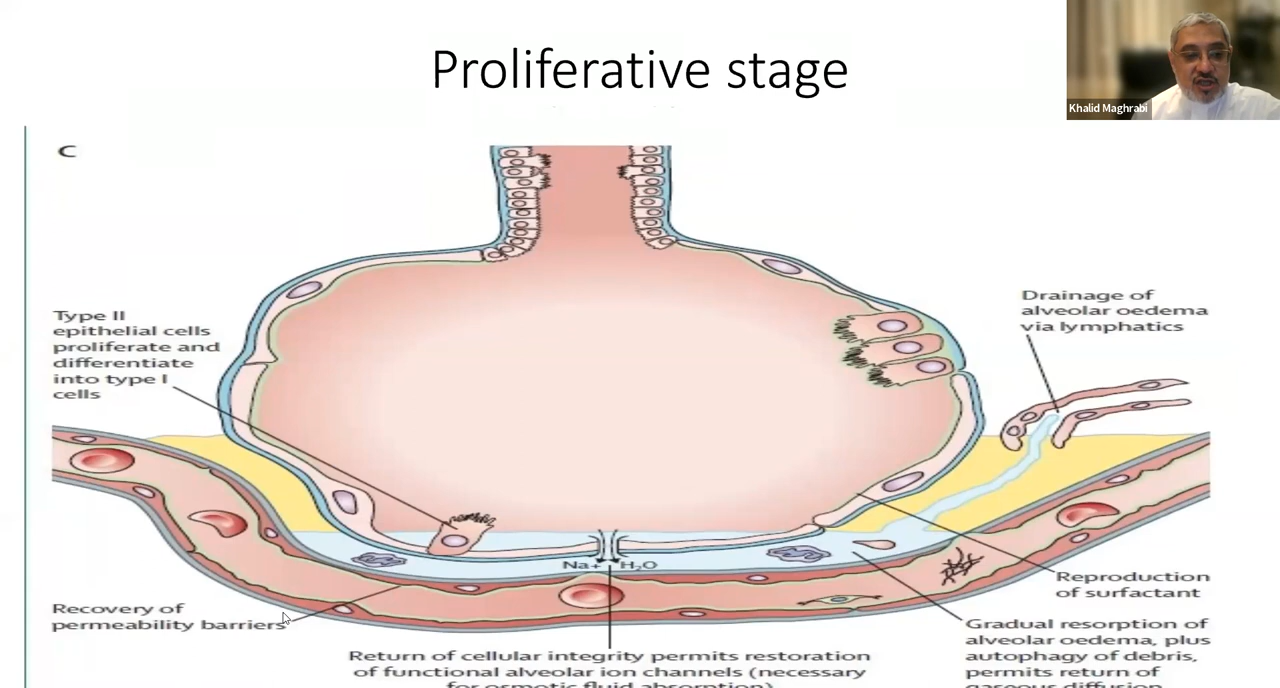 Proliferative stage
Khalid Maghrabi
C
Type II
epithelial cells
proliferate and
differentiate
into type I
cells
Drainage of
alveolar oedema
via lymphatics
Na+ H₂O
Recovery of
permeability barriers
Return of cellular integrity permits restoration
of functional alveolar ion channels (necessary
for osmotic fluid absorption)
Reproduction
of surfactant
Gradual resorption of
alveolar oedema, plus
autophagy of debris,
permits return of
gaseous diffusion